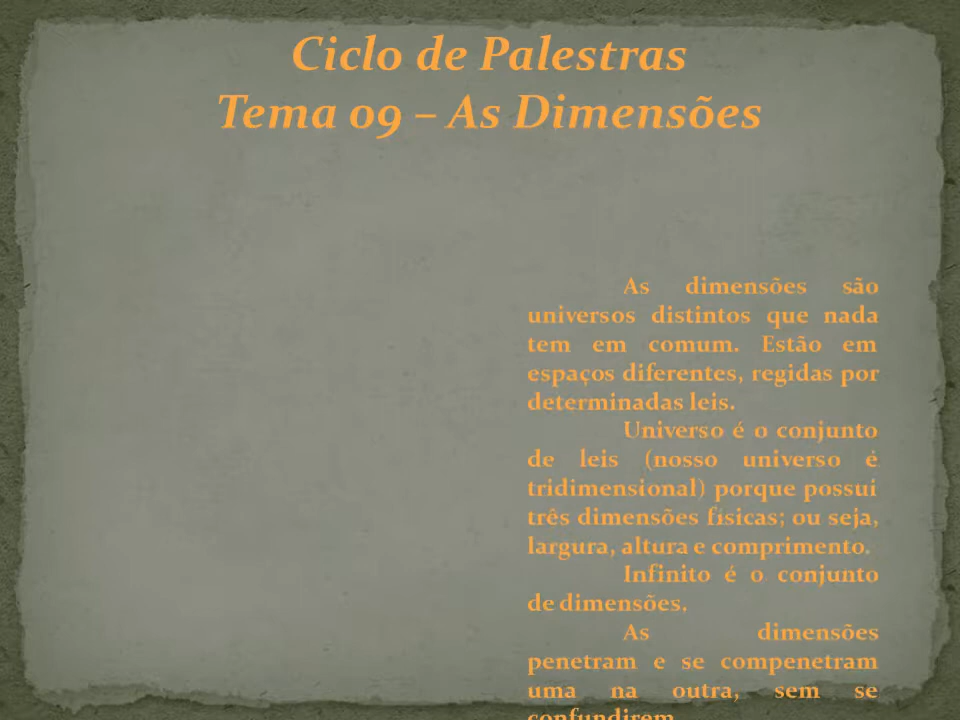 Ciclo de Palestras
Tema 09 – As Dimensões
As dimensões são
universos distintos que nada
tem em comum. Estão em
espaços diferentes, regidas por
determinadas leis.
Universo é o conjunto
de leis (nosso universo é
tridimensional) porque possui
três dimensões físicas; ou seja,
largura, altura e comprimento.
Infinito é o conjunto
de dimensões.
As dimensões
penetram e se compenetram
uma na outra, sem se
confundirem